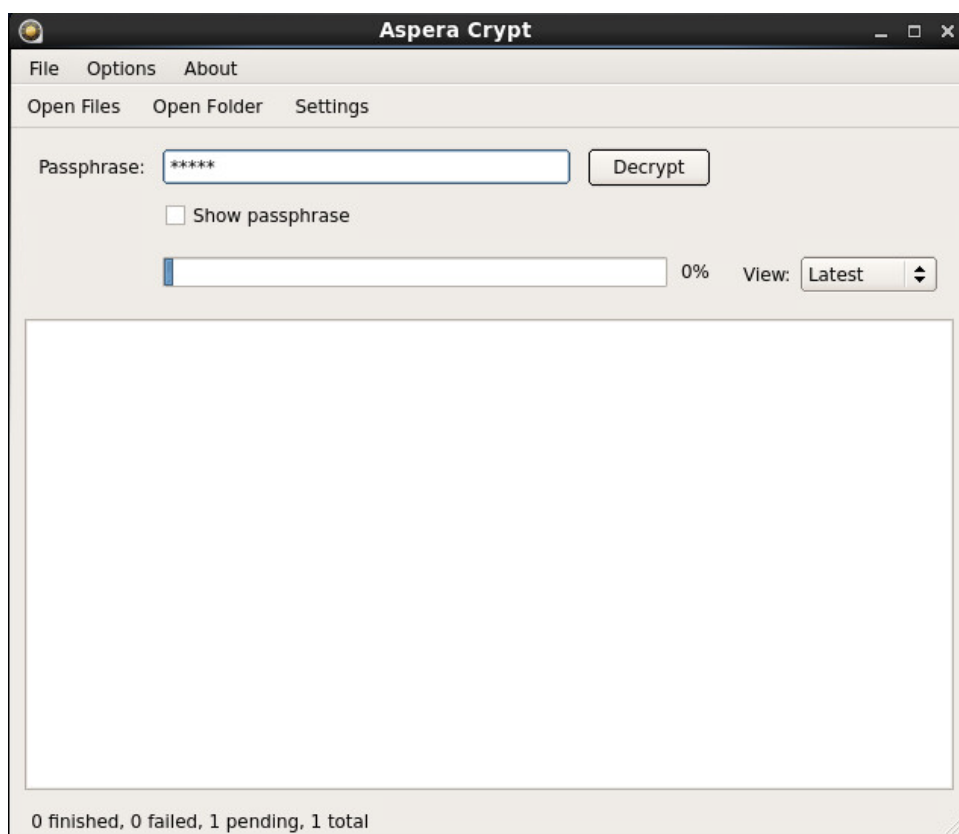 Aspera Crypt
File Options About
Open Files Open Folder Settings
Passphrase: ***** Decrypt
Show passphrase
0% View: Latest
0 finished, 0 failed, 1 pending, 1 total